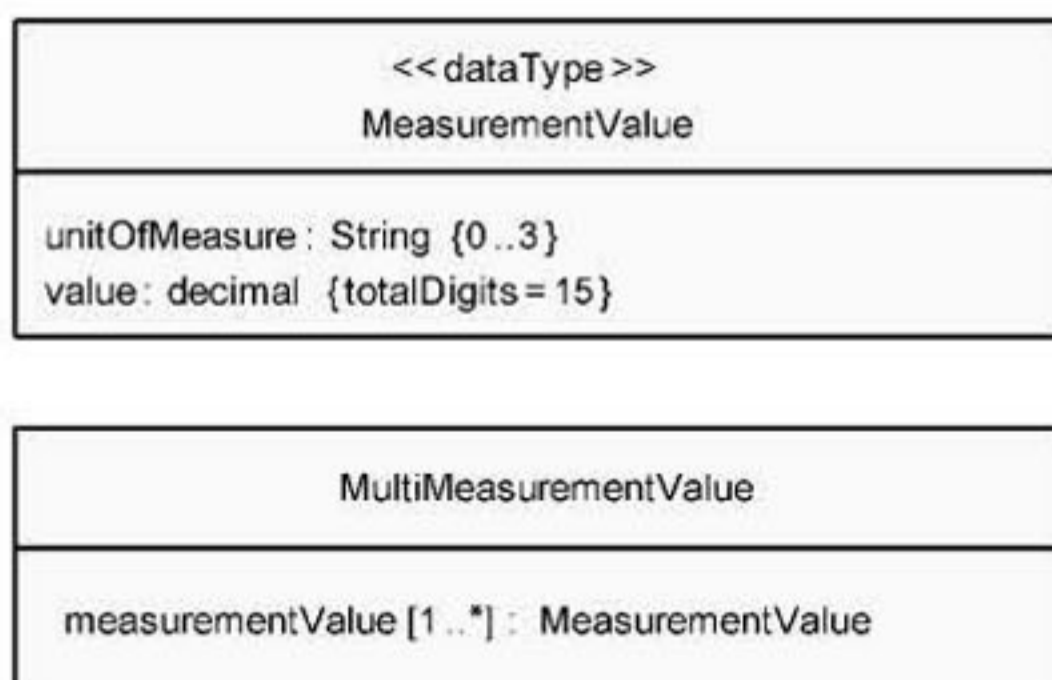 <<dataType>>
MeasurementValue
unitOfMeasure: String {0..3}
value: decimal {totalDigits=15}
MultiMeasurementValue
measurementValue [1..*] : MeasurementValue